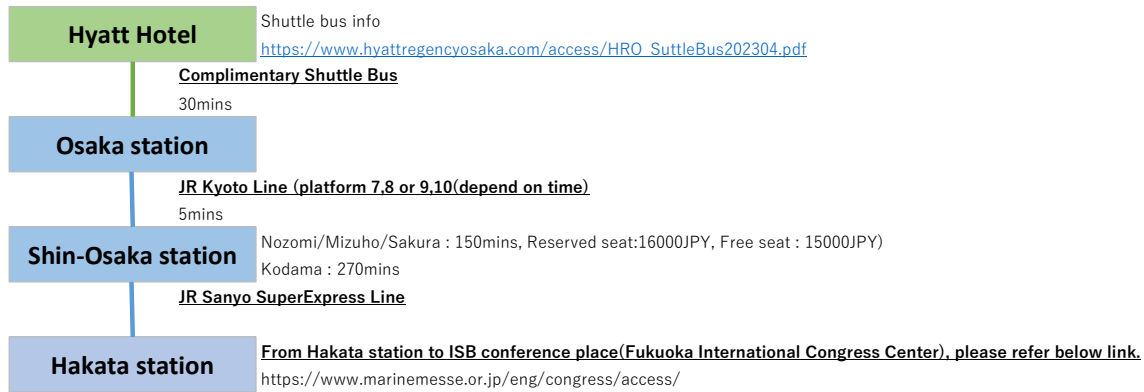 Hyatt Hotel
Shuttle bus info
https://www.hyattregencyosaka.com/access/HRO_SuttleBus202304.pdf
Complimentary Shuttle Bus
30mins
Osaka station
JR Kyoto Line (platform 7,8 or 9,10(depend on time)
5mins
Shin-Osaka station
Nozomi/Mizuho/Sakura : 150mins, Reserved seat:16000JPY, Free seat : 15000JPY)
Kodama : 270mins
JR Sanyo SuperExpress Line
Hakata station
From Hakata station to ISB conference place(Fukuoka International Congress Center), please refer below link.
https://www.marinemesse.or.jp/eng/congress/access/